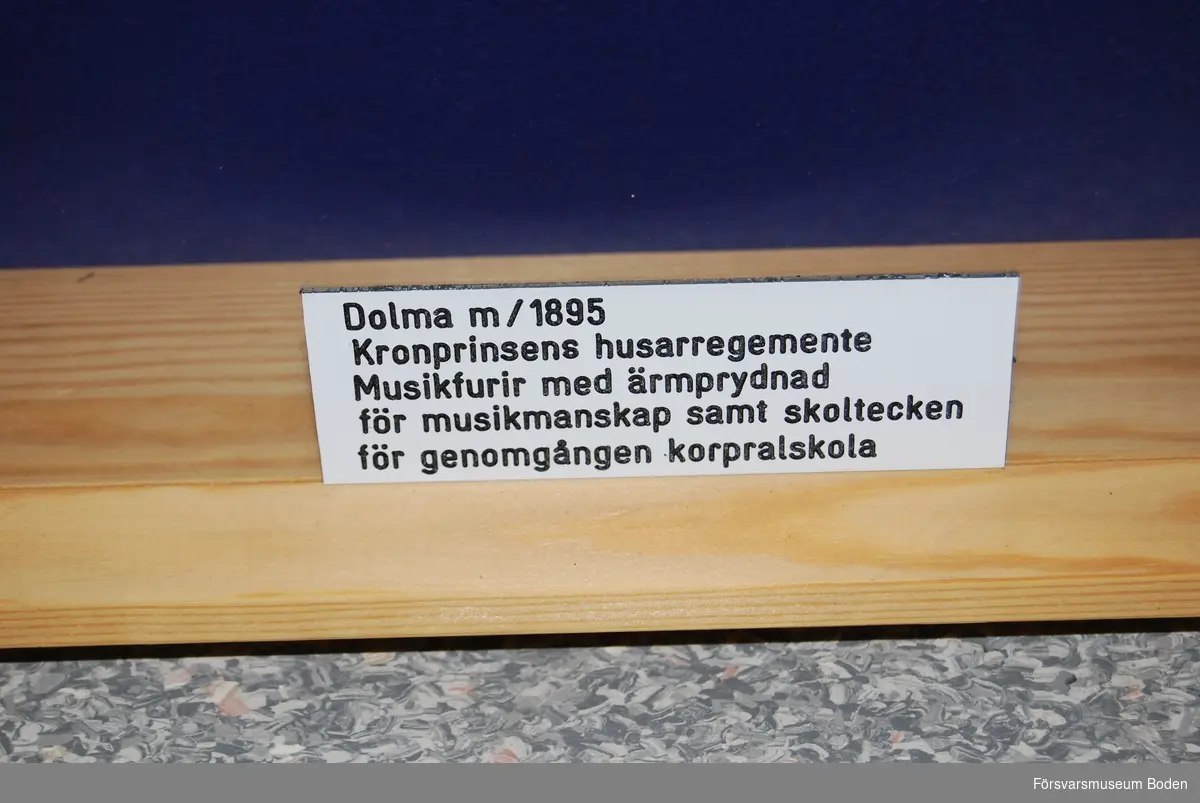 Dolma m/1895
Kronprinsens husarregemente
Musikfurir med ärmprydnad
för musikmanskap samt skoltecken
för genomgången korpralskola
Försvarsmuseum Boden